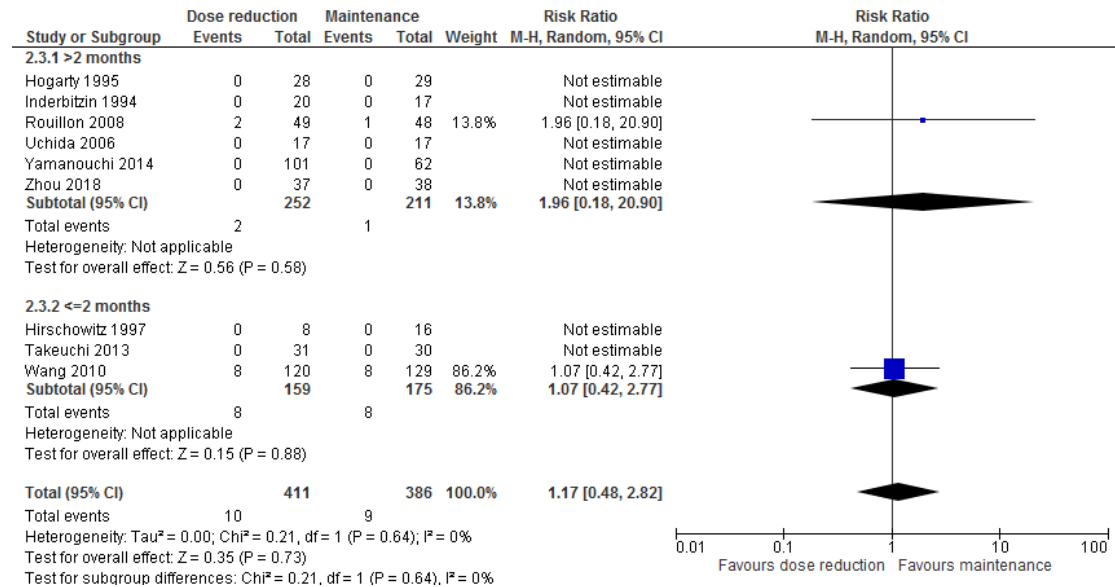 Dose reduction Maintenance Risk Ratio Risk Ratio
Study or Subgroup Events Total Events Total Weight M-H, Random, 95% CI M-H, Random, 95% CI
2.3.1 >2 months
Hogarty 1995 0 28 0 29 Not estimable
Inderbitzin 1994 0 20 0 17 Not estimable
Rouillon 2008 2 49 1 48 13.8% 1.96 [0.18, 20.90]
Uchida 2006 0 17 0 17 Not estimable
Yamanouchi 2014 0 101 0 62 Not estimable
Zhou 2018 0 37 0 38 Not estimable
Subtotal (95% CI) 252 211 13.8% 1.96 [0.18, 20.90]
Total events 2 1
Heterogeneity: Not applicable
Test for overall effect: Z = 0.56 (P = 0.58)
2.3.2 <=2 months
Hirschowitz 1997 0 8 0 16 Not estimable
Takeuchi 2013 0 31 0 30 Not estimable
Wang 2010 8 120 8 129 86.2% 1.07 [0.42, 2.77]
Subtotal (95% CI) 159 175 86.2% 1.07 [0.42, 2.77]
Total events 8 8
Heterogeneity: Not applicable
Test for overall effect: Z = 0.15 (P = 0.88)
Total (95% CI) 411 386 100.0% 1.17 [0.48, 2.82]
Total events 10 9
Heterogeneity: Tau² = 0.00; Chi² = 0.21, df = 1 (P = 0.64); I² = 0%
Test for overall effect: Z = 0.35 (P = 0.73)
Test for subgroup differences: Chi² = 0.21, df = 1 (P = 0.64), I² = 0%
0.01 0.1 1 10 100
Favours dose reduction Favours maintenance